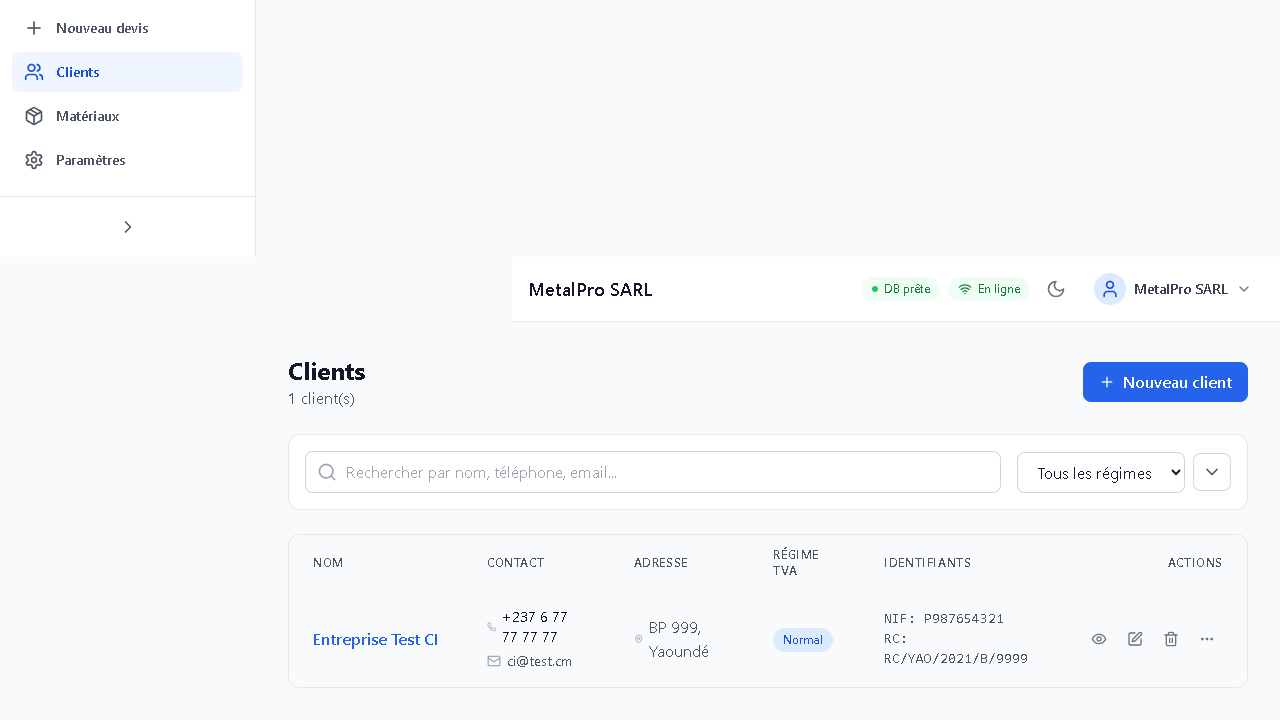 Nouveau devis
Clients
Matériaux
Paramètres
MetalPro SARL
DB prête
En ligne
MetalPro SARL
Clients
1 client(s)
Nouveau client
Rechercher par nom, téléphone, email...
Tous les régimes
NOM
CONTACT
ADRESSE
RÉGIME
TVA
IDENTIFIANTS
ACTIONS
Entreprise Test CI
+237 6 77
77 77 77
ci@test.cm
BP 999,
Yaoundé
Normal
NIF: P987654321
RC:
RC/YAO/2021/B/9999